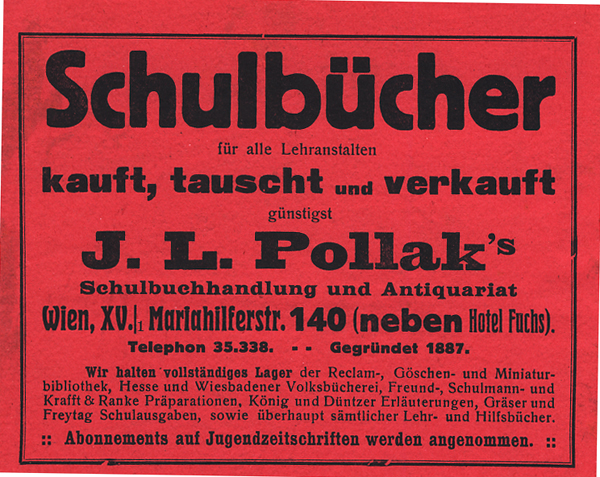 Schulbücher
für alle Lehranstalten
kauft, tauscht und verkauft
günstigst
J. L. Pollak's
Schulbuchhandlung und Antiquariat
Wien, XV./1 Mariahilferstr. 140 (neben Hotel Fuchs).
Telephon 35.338. - - Gegründet 1887.
Wir halten vollständiges Lager der Reclam-, Göschen- und Miniatur-
bibliothek, Hesse und Wiesbadener Volksbücherei, Freund-, Schulmann- und
Krafft & Ranke Präparationen, König und Düntzer Erläuterungen, Gräser und
Freytag Schulausgaben, sowie überhaupt sämtlicher Lehr- und Hilfsbücher.
:: Abonnements auf Jugendzeitschriften werden angenommen. ::